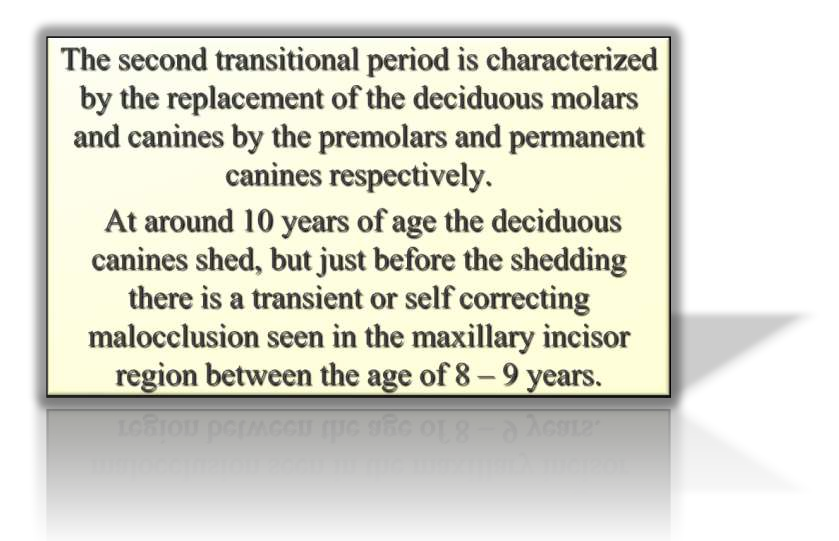 The second transitional period is characterized
by the replacement of the deciduous molars
and canines by the premolars and permanent
canines respectively.
At around 10 years of age the deciduous
canines shed, but just before the shedding
there is a transient or self correcting
malocclusion seen in the maxillary incisor
region between the age of 8 – 9 years.